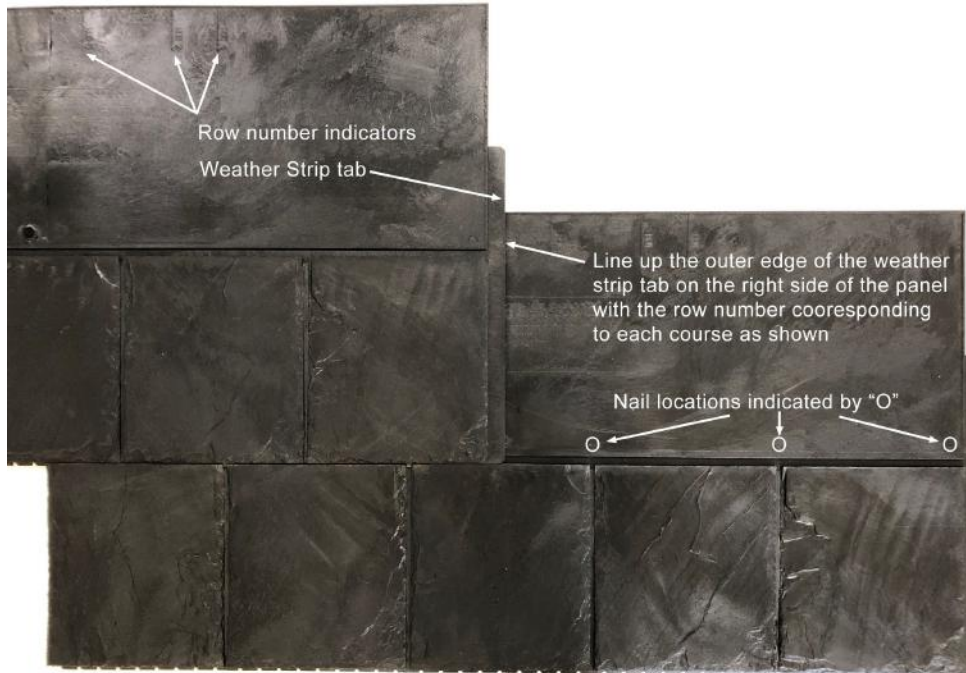 Row number indicators
Weather Strip tab
Line up the outer edge of the weather
strip tab on the right side of the panel
with the row number cooresponding
to each course as shown
Nail locations indicated by “O”
O O O